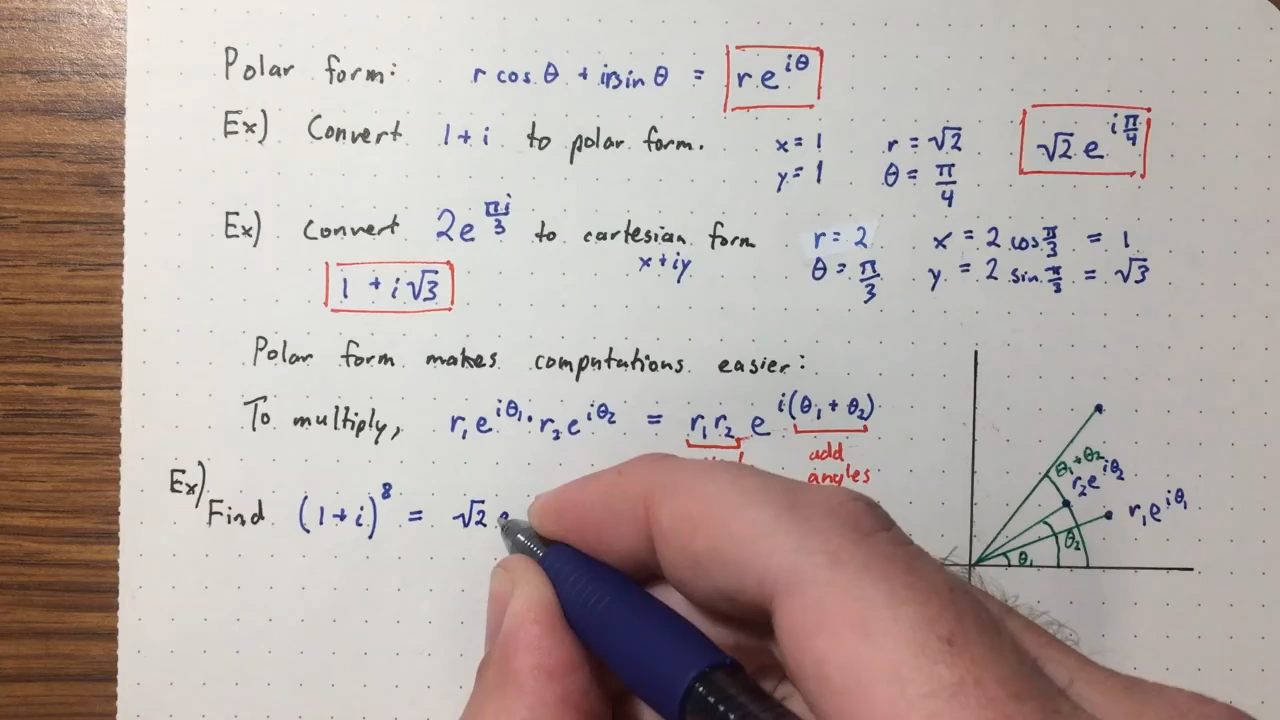 Polar form: r cos θ + i r sin θ = r e^{iθ}
Ex) Convert 1 + i to polar form. x = 1 r = √2 √2 e^{iπ/4}
y = 1 θ = π/4
Ex) Convert 2e^{πi/3} to cartesian form r = 2 x = 2 cos π/3 = 1
x + iy θ = π/3 y = 2 sin π/3 = √3
1 + i√3
Polar form makes computations easier:
To multiply, r₁e^{iθ₁} · r₂e^{iθ₂} = r₁r₂ e^{i(θ₁ + θ₂)}
add
angles
Ex)
Find (1 + i)^8 = √2
θ₁ + θ₂
r₂e^{iθ₂}
r₁e^{iθ₁}
θ₂
θ₁